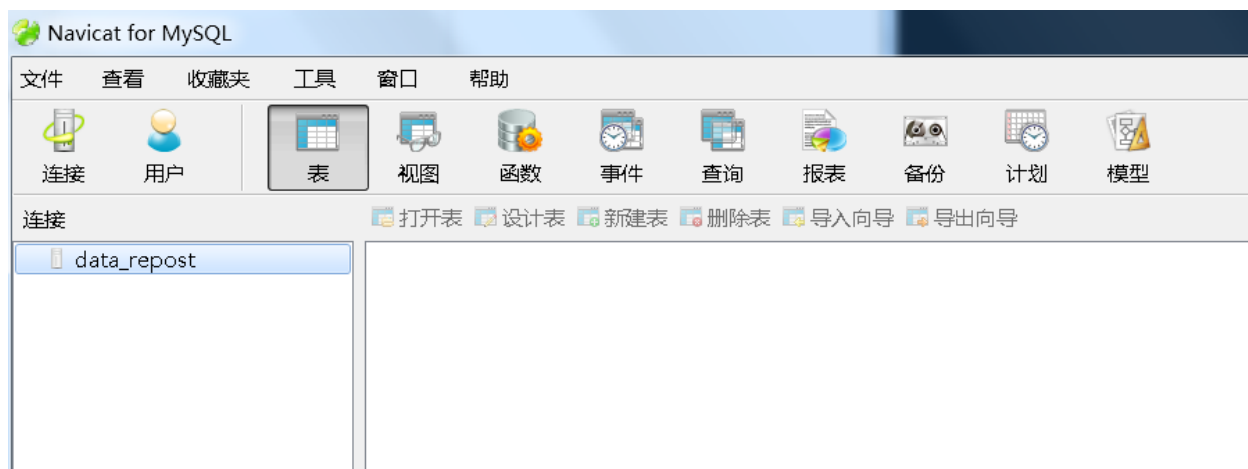 Navicat for MySQL
文件 查看 收藏夹 工具 窗口 帮助
连接 用户 表 视图 函数 事件 查询 报表 备份 计划 模型
连接 打开表 设计表 新建表 删除表 导入向导 导出向导
data_repost